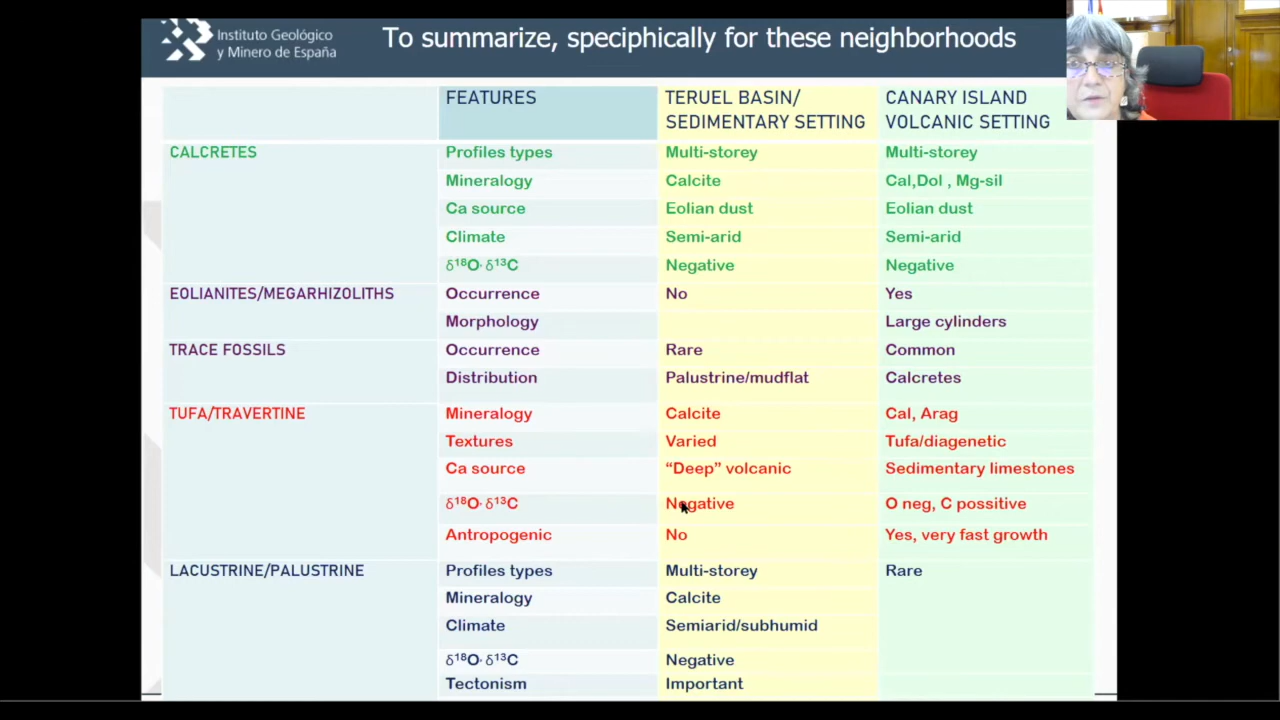 Instituto Geológico
y Minero de España
To summarize, speciphically for these neighborhoods
FEATURES
TERUEL BASIN/
SEDIMENTARY SETTING
CANARY ISLAND
VOLCANIC SETTING
CALCRETES
Profiles types
Multi-storey
Multi-storey
Mineralogy
Calcite
Cal,Dol , Mg-sil
Ca source
Eolian dust
Eolian dust
Climate
Semi-arid
Semi-arid
δ¹⁸O· δ¹³C
Negative
Negative
EOLIANITES/MEGARHIZOLITHS
Occurrence
No
Yes
Morphology
Large cylinders
TRACE FOSSILS
Occurrence
Rare
Common
Distribution
Palustrine/mudflat
Calcretes
TUFA/TRAVERTINE
Mineralogy
Calcite
Cal, Arag
Textures
Varied
Tufa/diagenetic
Ca source
“Deep” volcanic
Sedimentary limestones
δ¹⁸O· δ¹³C
Negative
O neg, C possitive
Antropogenic
No
Yes, very fast growth
LACUSTRINE/PALUSTRINE
Profiles types
Multi-storey
Rare
Mineralogy
Calcite
Climate
Semiarid/subhumid
δ¹⁸O· δ¹³C
Negative
Tectonism
Important